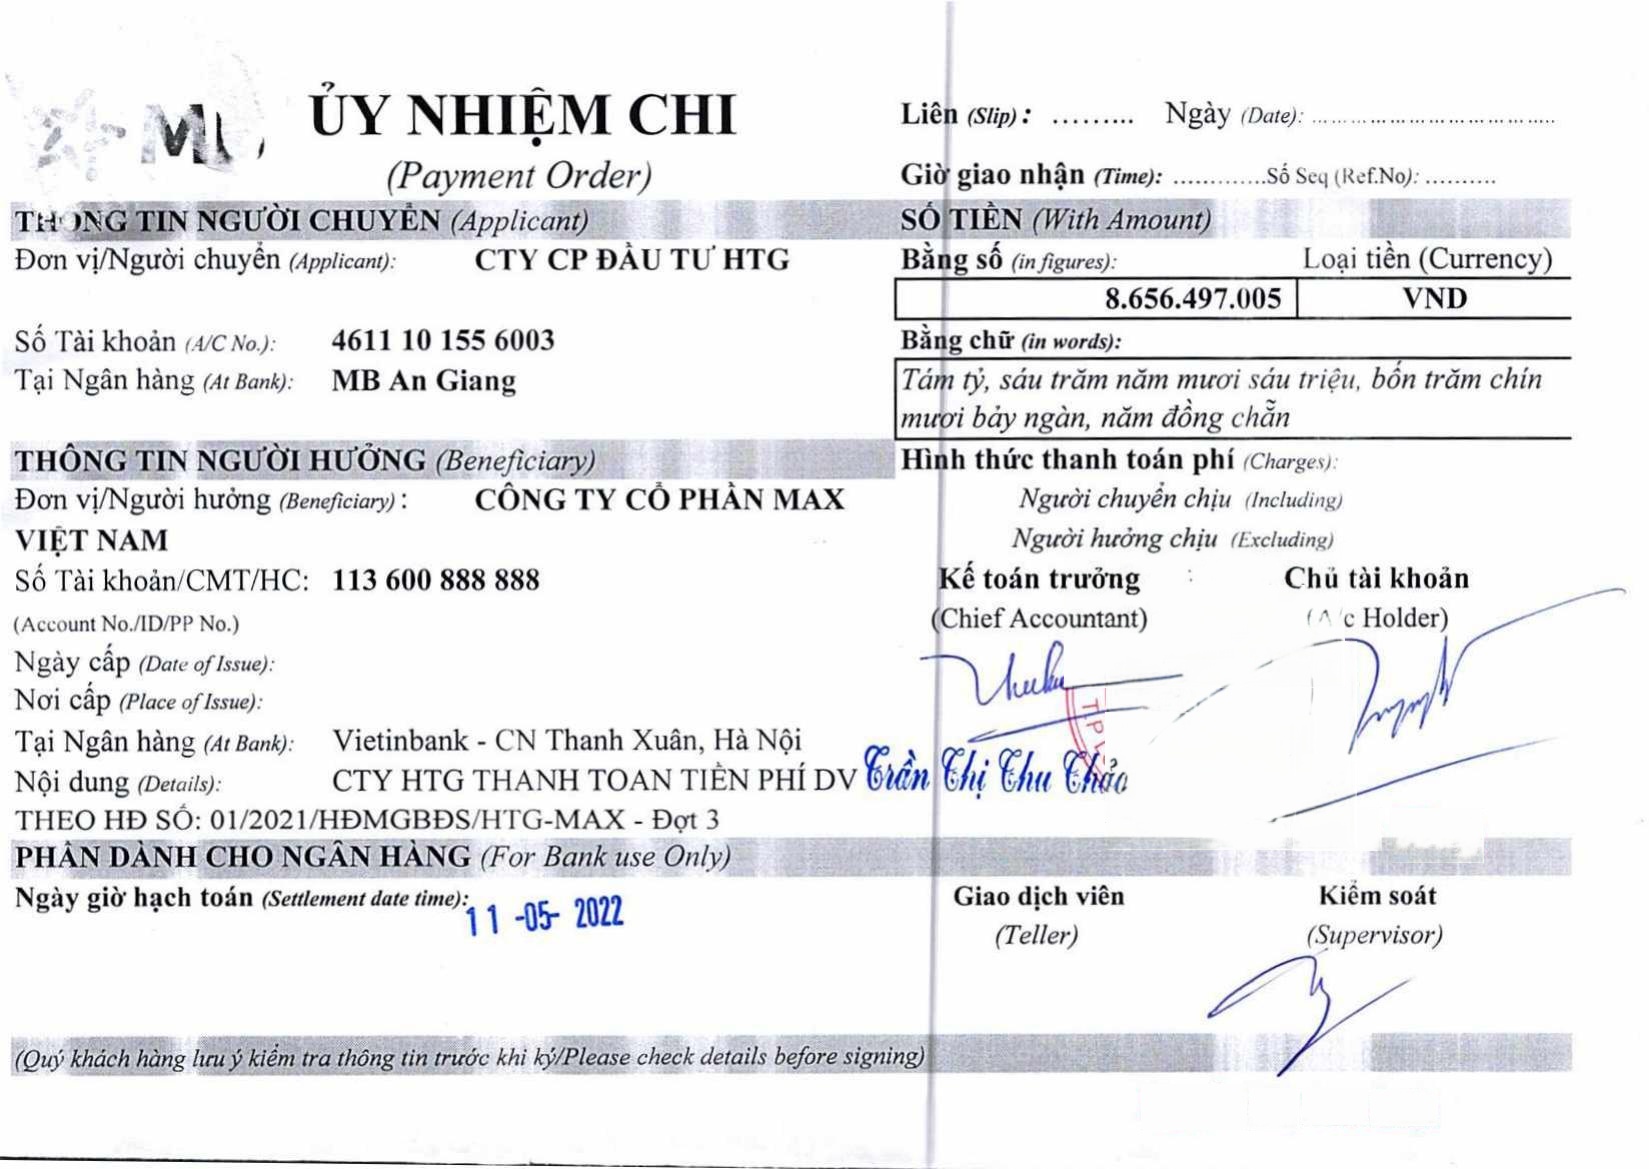 ỦY NHIỆM CHI
(Payment Order)
Liên (Slip) : ......... Ngày (Date): ....................................
Giờ giao nhận (Time): .............Số Seq (Ref.No): ..........
THÔNG TIN NGƯỜI CHUYỂN (Applicant)
Đơn vị/Người chuyển (Applicant): CTY CP ĐẦU TƯ HTG
Số Tài khoản (A/C No.): 4611 10 155 6003
Tại Ngân hàng (At Bank): MB An Giang
SỐ TIỀN (With Amount)
Bằng số (in figures): Loại tiền (Currency)
8.656.497.005 VND
Bằng chữ (in words):
Tám tỷ, sáu trăm năm mươi sáu triệu, bốn trăm chín
mươi bảy ngàn, năm đồng chẵn
THÔNG TIN NGƯỜI HƯỞNG (Beneficiary)
Đơn vị/Người hưởng (Beneficiary) : CÔNG TY CỔ PHẦN MAX
VIỆT NAM
Số Tài khoản/CMT/HC: 113 600 888 888
(Account No./ID/PP No.)
Ngày cấp (Date of Issue):
Nơi cấp (Place of Issue):
Tại Ngân hàng (At Bank): Vietinbank - CN Thanh Xuân, Hà Nội
Nội dung (Details): CTY HTG THANH TOAN TIỀN PHÍ DV
THEO HĐ SỐ: 01/2021/HĐMGBĐS/HTG-MAX - Đợt 3
Hình thức thanh toán phí (Charges):
Người chuyển chịu (Including)
Người hưởng chịu (Excluding)
Kế toán trưởng Chủ tài khoản
(Chief Accountant) (A/c Holder)
T.P
Trần Thị Thu Thảo
PHẦN DÀNH CHO NGÂN HÀNG (For Bank use Only)
Ngày giờ hạch toán (Settlement date time):
11 -05- 2022
Giao dịch viên Kiểm soát
(Teller) (Supervisor)
(Quý khách hàng lưu ý kiểm tra thông tin trước khi ký/Please check details before signing)